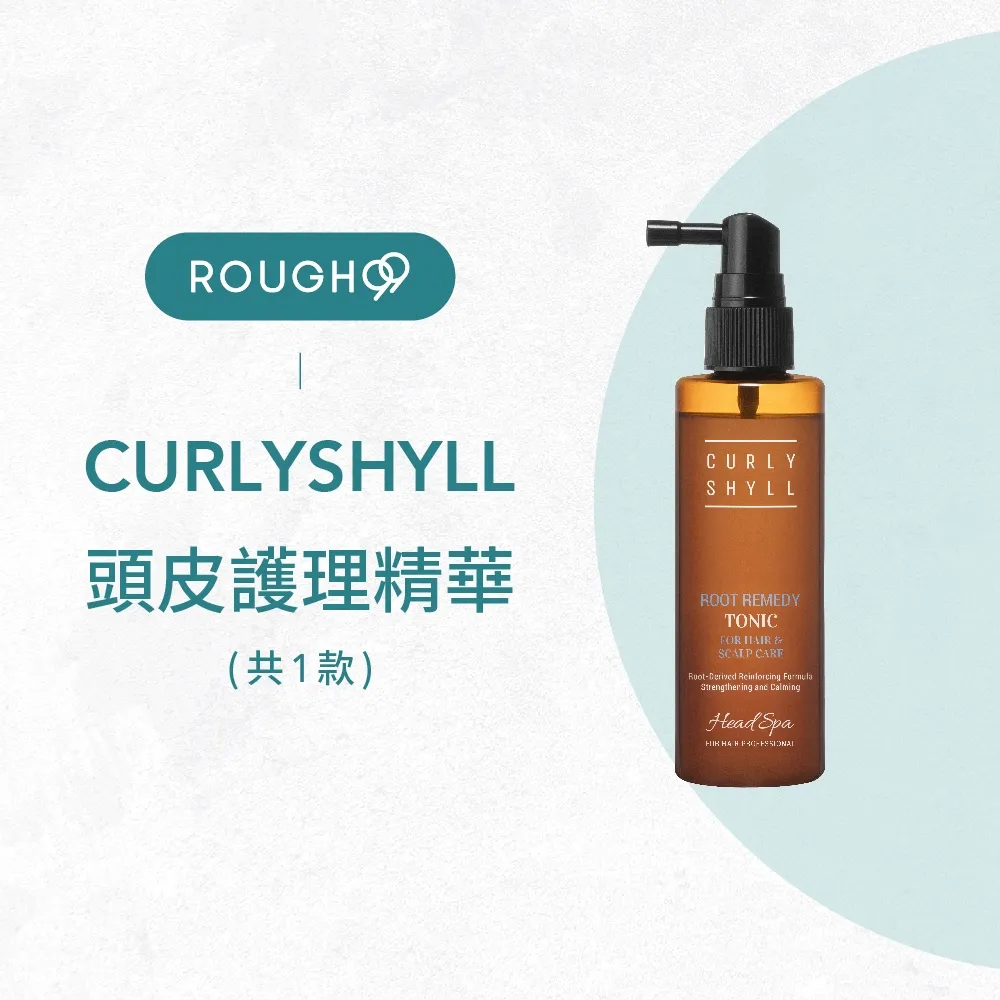 ROUGH99
CURLYSHYLL
頭皮護理精華
(共1款)
CURLY
SHYLL
ROOT REMEDY
TONIC
FOR HAIR &
SCALP CARE
Root-Derived Reinforcing Formula
Strengthening and Calming
Head Spa
FOR HAIR PROFESSIONAL